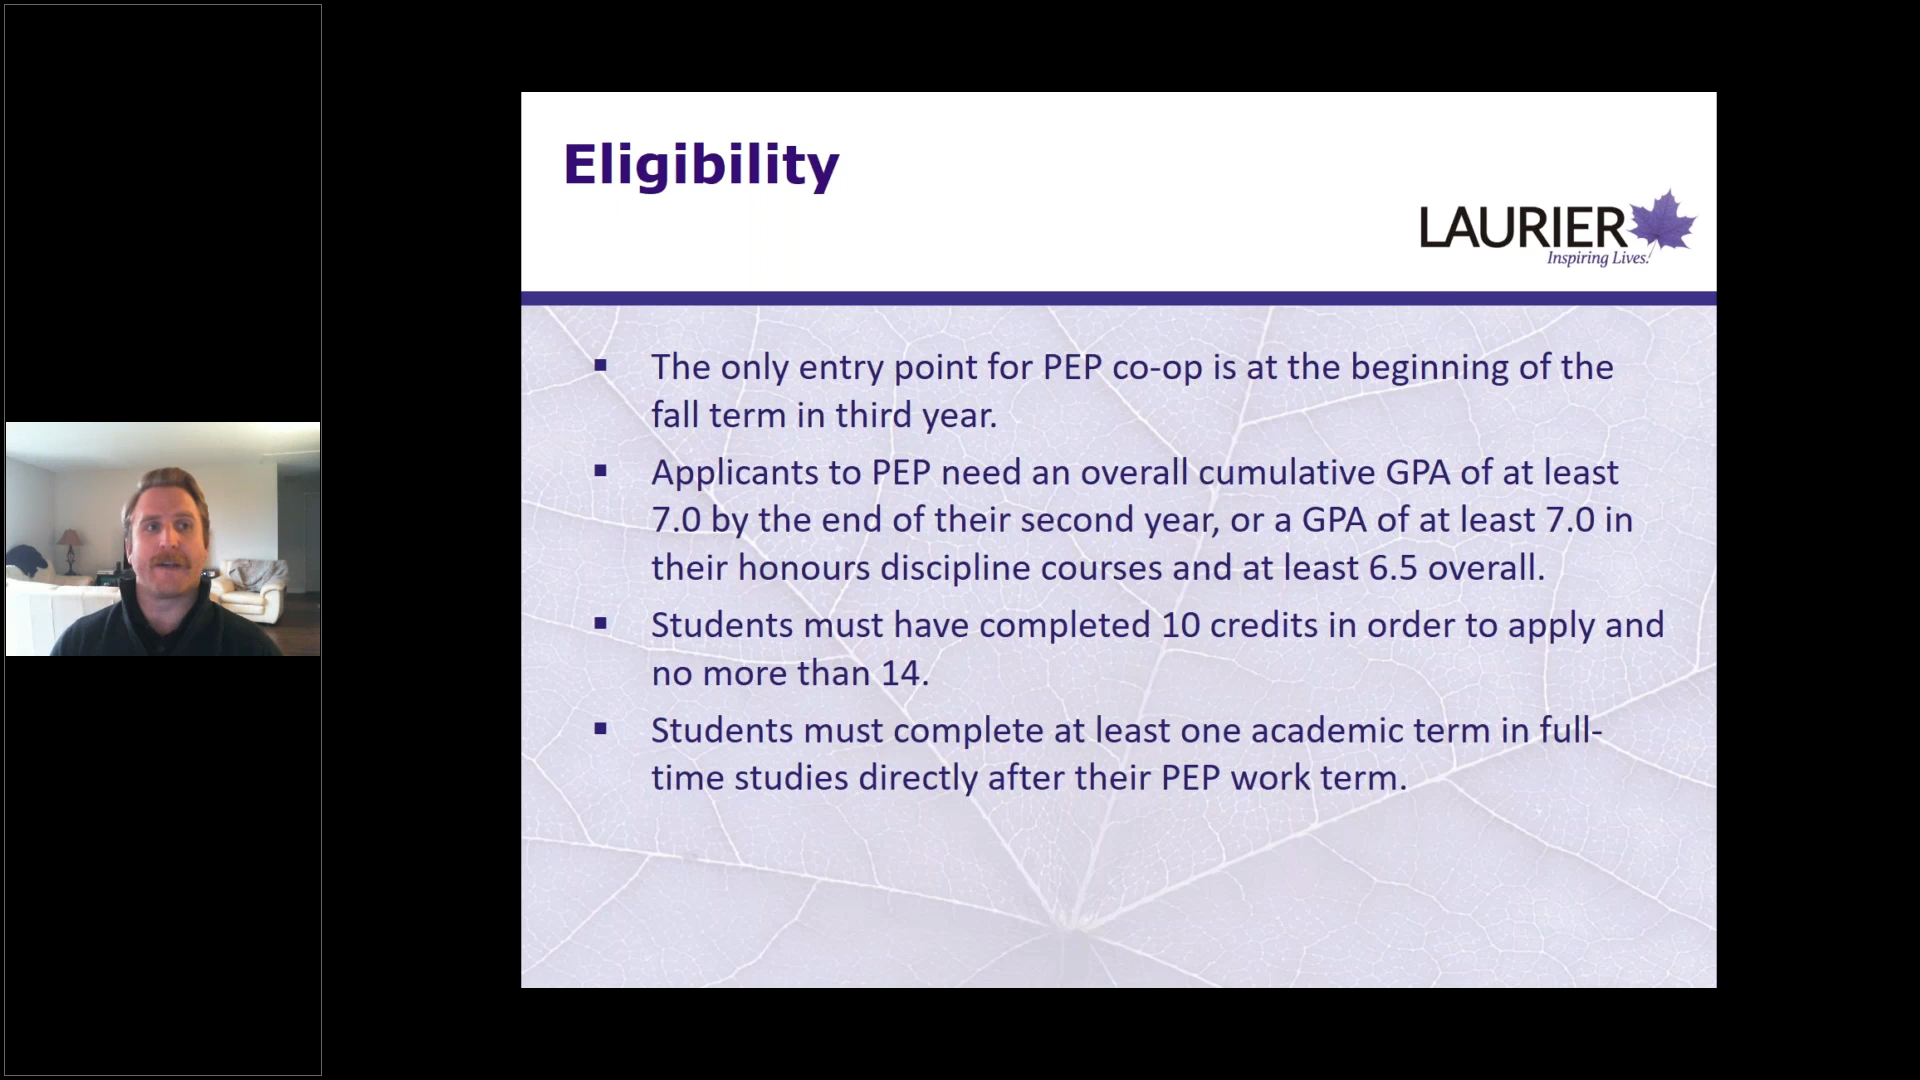 Eligibility
LAURIER
Inspiring Lives.
▪ The only entry point for PEP co-op is at the beginning of the
fall term in third year.
▪ Applicants to PEP need an overall cumulative GPA of at least
7.0 by the end of their second year, or a GPA of at least 7.0 in
their honours discipline courses and at least 6.5 overall.
▪ Students must have completed 10 credits in order to apply and
no more than 14.
▪ Students must complete at least one academic term in full-
time studies directly after their PEP work term.